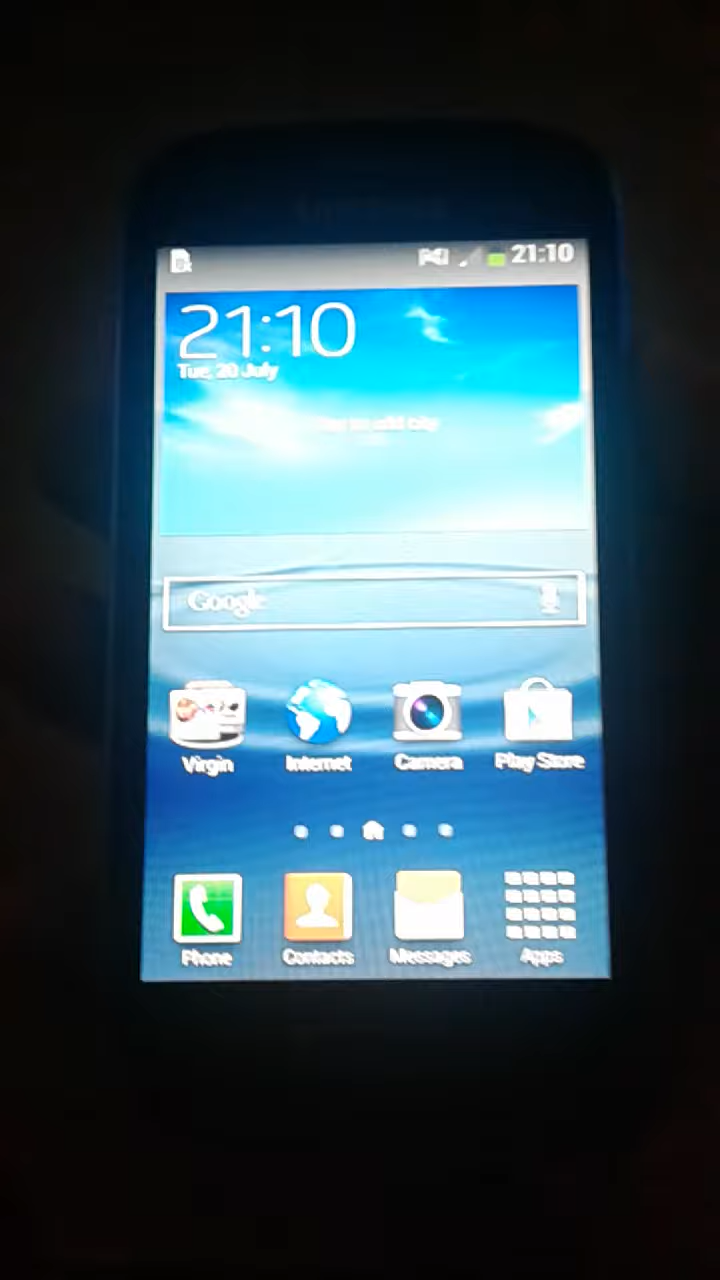 21:10
21:10
Tue, 20 July
Google
Virgin Internet Camera Play Store
Phone Contacts Messages Apps